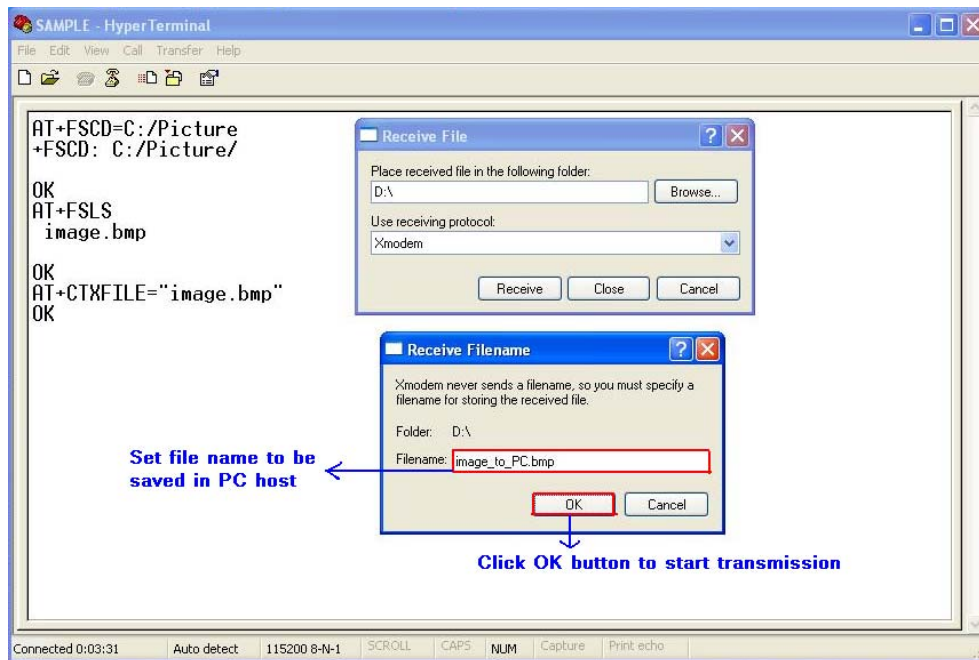 SAMPLE - HyperTerminal
File Edit View Call Transfer Help
AT+FSCD=C:/Picture
+FSCD: C:/Picture/
OK
AT+FSLS
image.bmp
OK
AT+CTXFILE="image.bmp"
OK
Receive File
Place received file in the following folder:
D:\
Browse...
Use receiving protocol:
Xmodem
Receive
Close
Cancel
Receive Filename
Xmodem never sends a filename, so you must specify a
filename for storing the received file.
Folder: D:\
Filename: image_to_PC.bmp
OK
Cancel
Set file name to be
saved in PC host
Click OK button to start transmission
Connected 0:03:31 Auto detect 115200 8-N-1 SCROLL CAPS NUM Capture Print echo